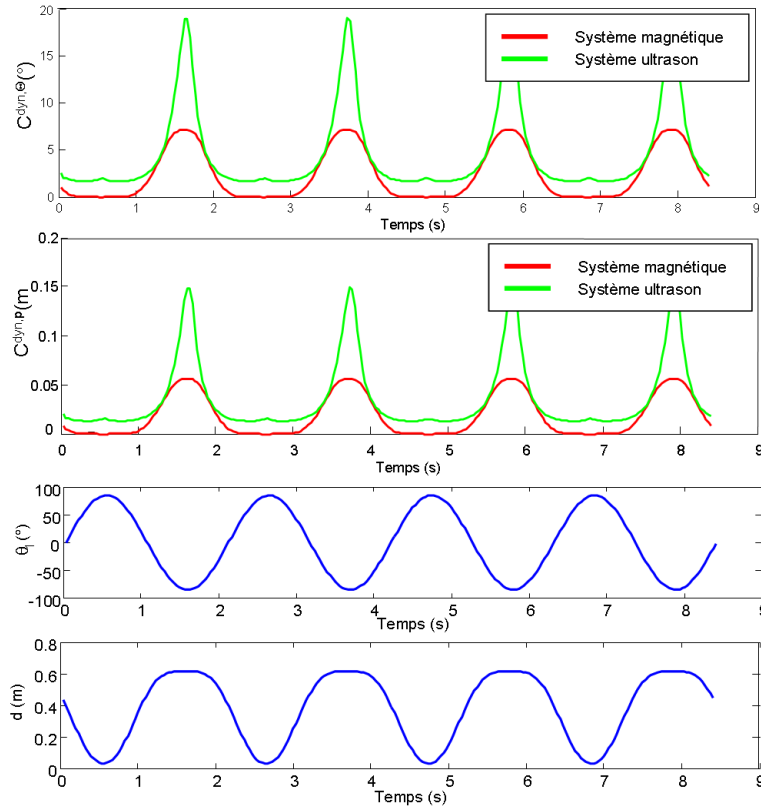 C^dyn,Θ(°)
20
15
10
5
0
Système magnétique
Système ultrason
0 1 2 3 4 5 6 7 8 9
Temps (s)
C^dyn,p(m
0.2
0.15
0.1
0.05
0
Système magnétique
Système ultrason
0 1 2 3 4 5 6 7 8 9
Temps (s)
θ_l (°)
100
50
0
-50
-100
0 1 2 3 4 5 6 7 8 9
Temps (s)
d (m)
0.8
0.6
0.4
0.2
0
0 1 2 3 4 5 6 7 8 9
Temps (s)